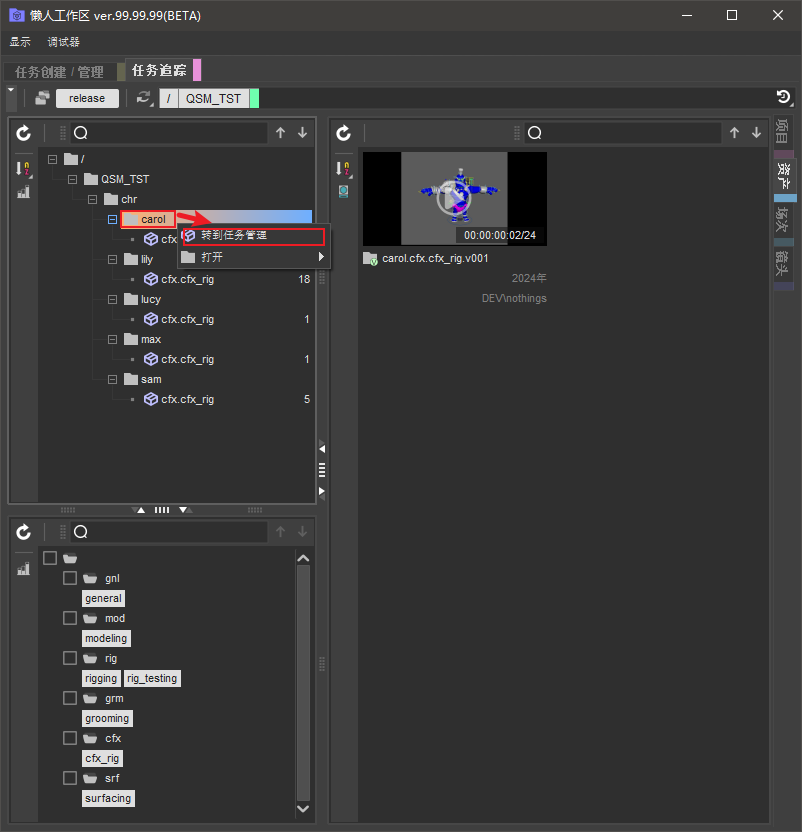 懒人工作区 ver.99.99.99(BETA)
显示 调试器
任务创建 / 管理 任务追踪
release / QSM_TST
/
QSM_TST
chr
carol
cfx
转到任务管理
打开
lily
cfx.cfx_rig 18
lucy
cfx.cfx_rig 1
max
cfx.cfx_rig 1
sam
cfx.cfx_rig 5
gnl
general
mod
modeling
rig
rigging rig_testing
grm
grooming
cfx
cfx_rig
srf
surfacing
00:00:00:02/24
carol.cfx.cfx_rig.v001
2024年
DEV\nothings
项目
资产
场次
镜头